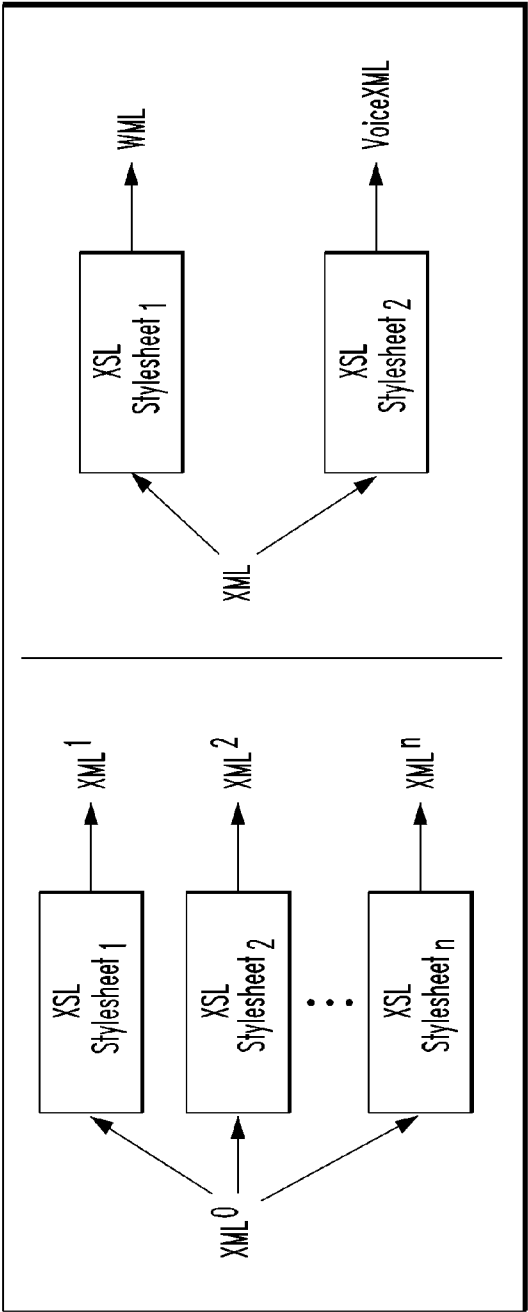 XML⁰
XSL
Stylesheet 1
XML¹
XSL
Stylesheet 2
XML²
• • •
XSL
Stylesheet n
XMLⁿ
XML
XSL
Stylesheet 1
WML
XSL
Stylesheet 2
VoiceXML